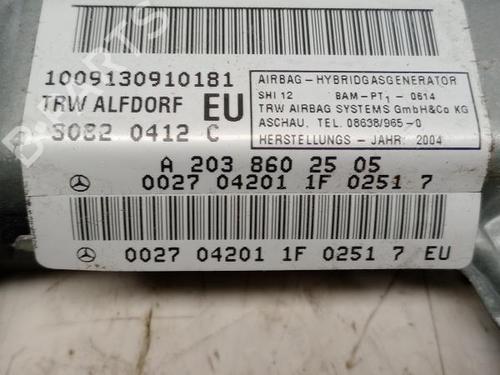 B-PARTS
1009130910181
TRW ALFDORF EU
S082 0412 C
AIRBAG - HYBRIDGASGENERATOR
SHI 12 BAM-PT1- 0614
TRW AIRBAG SYSTEMS GmbH&Co KG
ASCHAU. TEL. 08638/965-0
HERSTELLUNGS - JAHR: 2004
A 203 860 25 05
0027 04201 1F 0251 7
0027 04201 1F 0251 7 EU